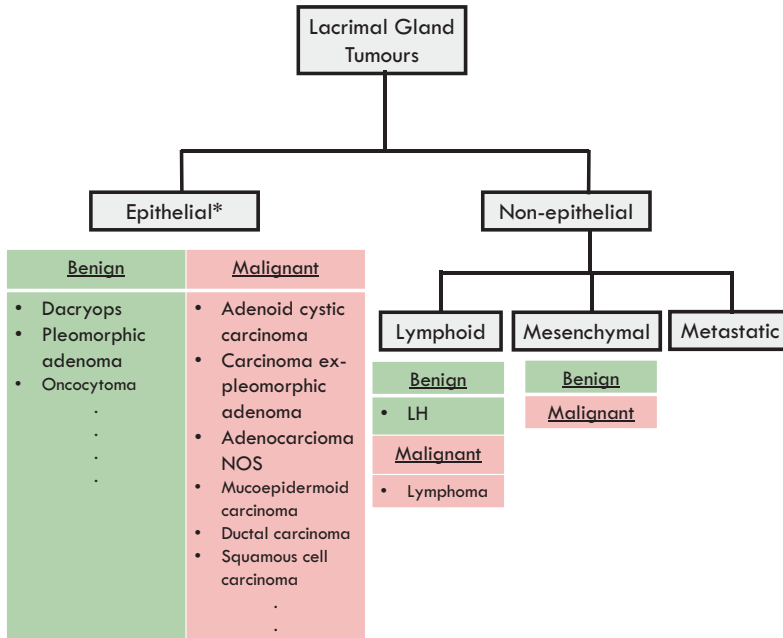 Lacrimal Gland
Tumours
Epithelial*
Non-epithelial
Benign
• Dacryops
• Pleomorphic
adenoma
• Oncocytoma
.
.
.
.
Malignant
• Adenoid cystic
carcinoma
• Carcinoma ex-
pleomorphic
adenoma
• Adenocarcioma
NOS
• Mucoepidermoid
carcinoma
• Ductal carcinoma
• Squamous cell
carcinoma
.
.
Lymphoid
Benign
• LH
Malignant
• Lymphoma
Mesenchymal
Benign
Malignant
Metastatic